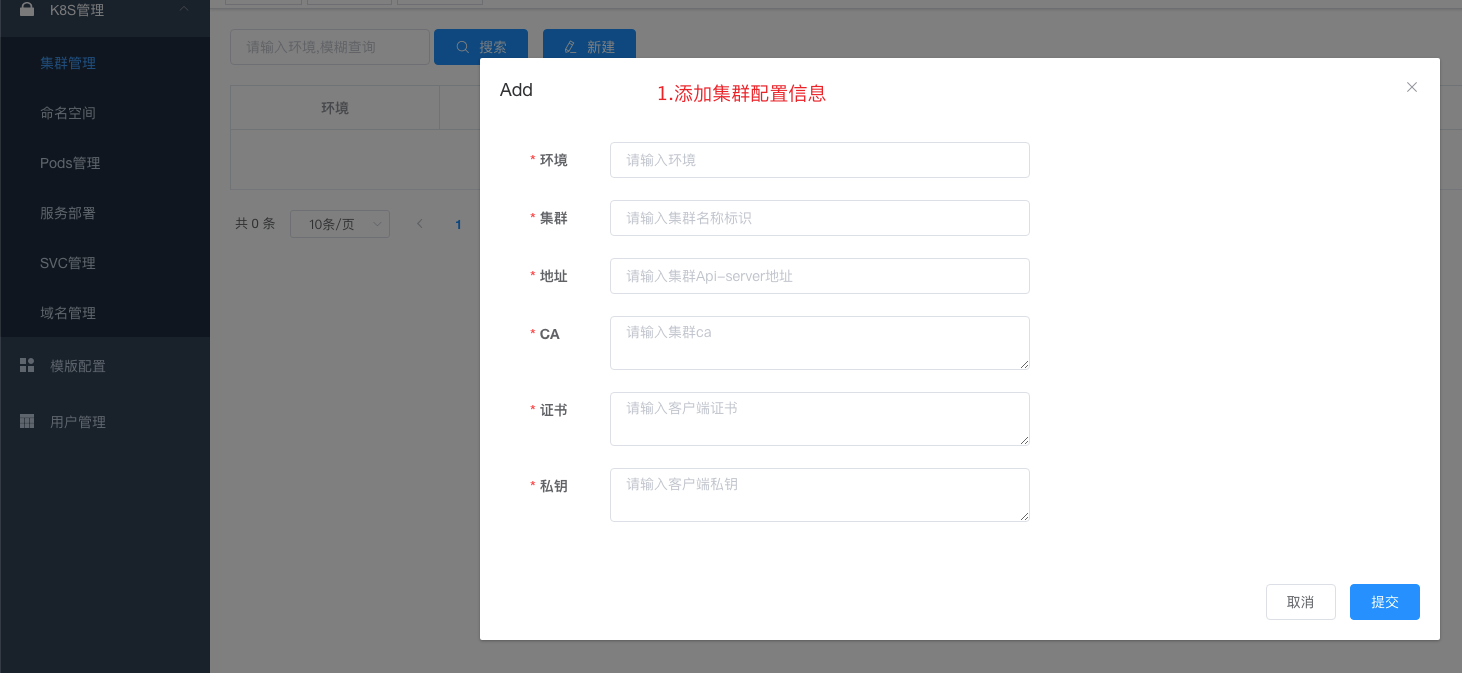 K8S管理
集群管理
命名空间
Pods管理
服务部署
SVC管理
域名管理
模版配置
用户管理
请输入环境,模糊查询
搜索
新建
环境
共 0 条
10条/页
1
Add
1.添加集群配置信息
* 环境
请输入环境
* 集群
请输入集群名称标识
* 地址
请输入集群Api-server地址
* CA
请输入集群ca
* 证书
请输入客户端证书
* 私钥
请输入客户端私钥
取消
提交